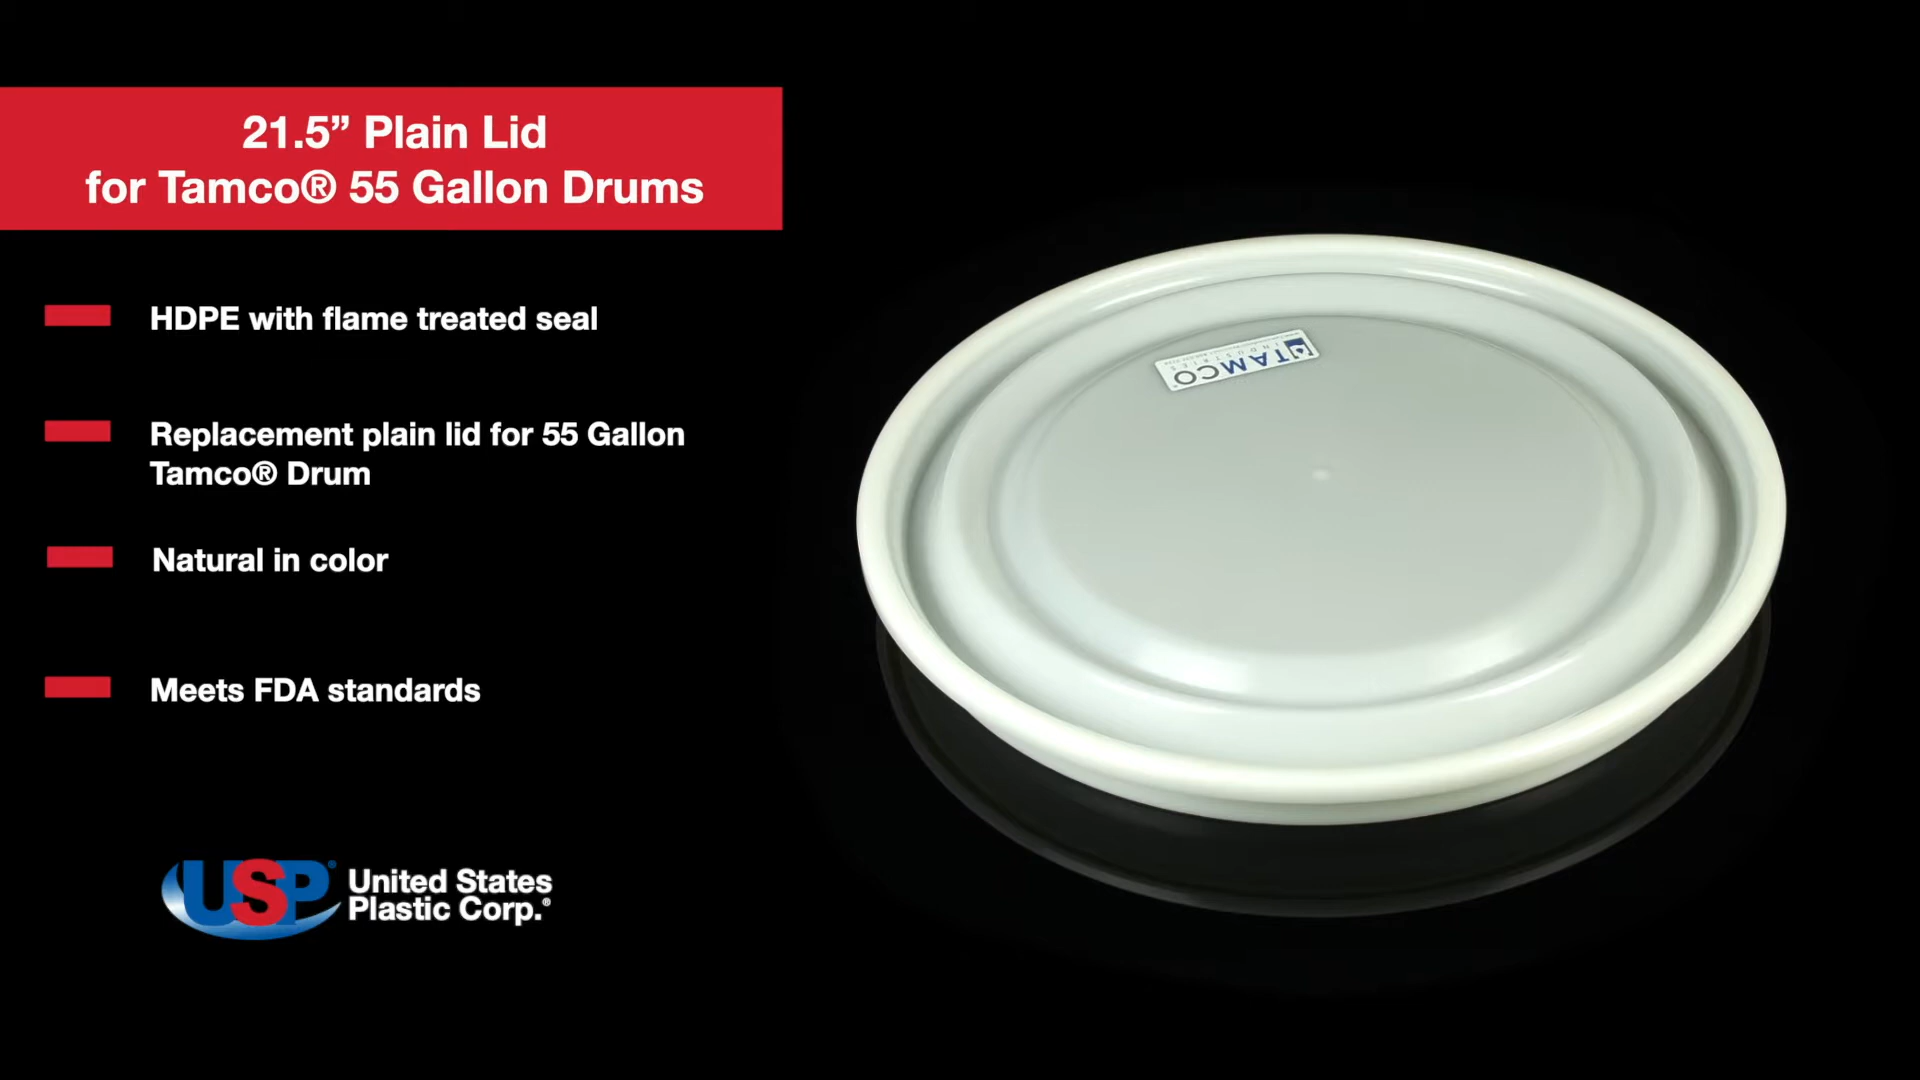 21.5” Plain Lid
for Tamco® 55 Gallon Drums
HDPE with flame treated seal
Replacement plain lid for 55 Gallon
Tamco® Drum
Natural in color
Meets FDA standards
TAMCO
INDUSTRIES
USP® United States
Plastic Corp.®